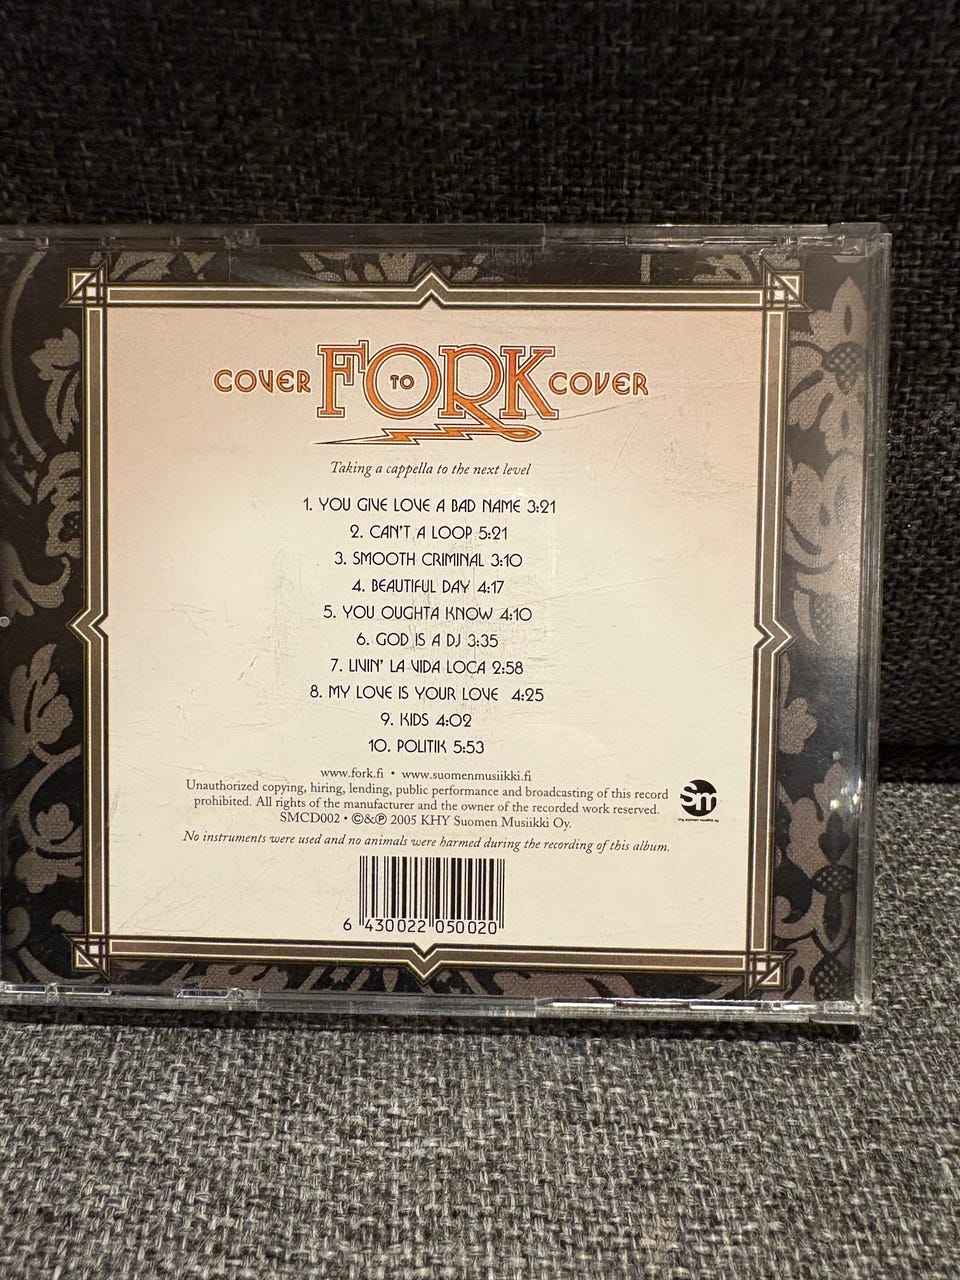 COVER FORK TO COVER
Taking a cappella to the next level
1. YOU GIVE LOVE A BAD NAME 3:21
2. CAN'T A LOOP 5:21
3. SMOOTH CRIMINAL 3:10
4. BEAUTIFUL DAY 4:17
5. YOU OUGHTA KNOW 4:10
6. GOD IS A DJ 3:35
7. LIVIN' LA VIDA LOCA 2:58
8. MY LOVE IS YOUR LOVE 4:25
9. KIDS 4:02
10. POLITIK 5:53
www.fork.fi • www.suomenmusiikki.fi
Unauthorized copying, hiring, lending, public performance and broadcasting of this record
prohibited. All rights of the manufacturer and the owner of the recorded work reserved.
SMCD002 • ©&℗ 2005 KHY Suomen Musiikki Oy.
Sm
khy suomen musiikki oy
No instruments were used and no animals were harmed during the recording of this album.
6 430022 050020